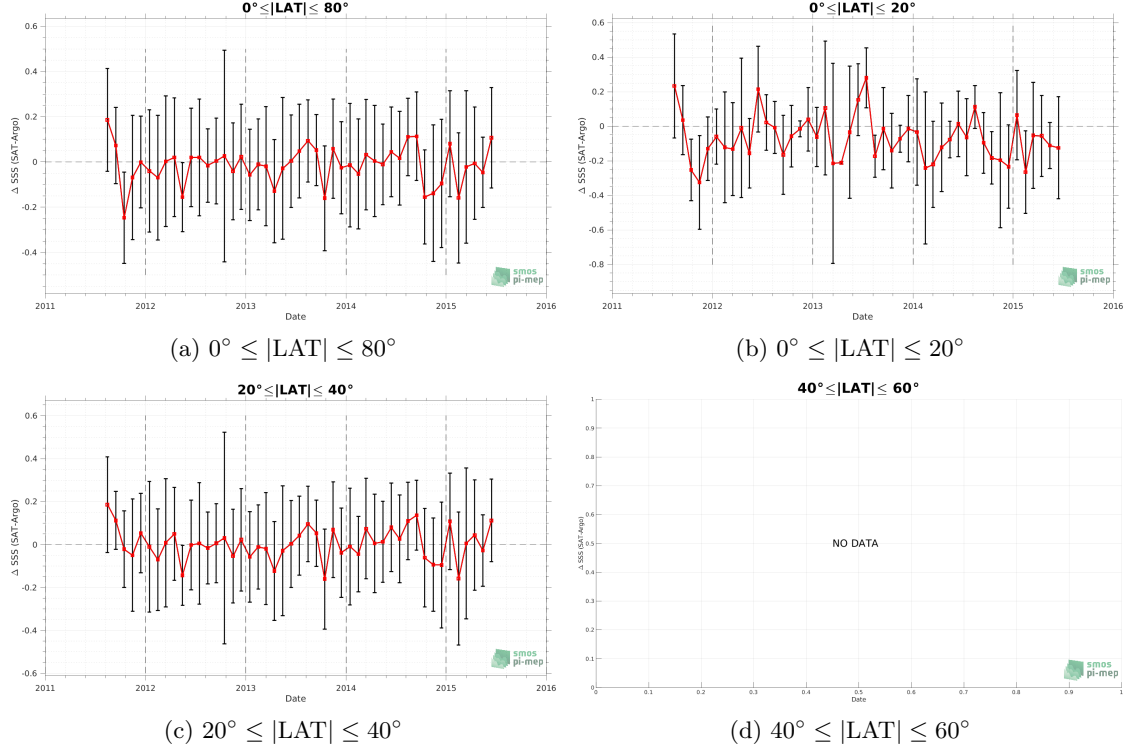 0°≤|LAT|≤ 80°
0.6
0.4
0.2
0
-0.2
-0.4
Δ SSS (SAT-Argo)
2011
2012
2013
2014
2015
2016
Date
smos
pi-mep
(a) 0° ≤ |LAT| ≤ 80°
0°≤|LAT|≤ 20°
0.6
0.4
0.2
0
-0.2
-0.4
-0.6
-0.8
Δ SSS (SAT-Argo)
2011
2012
2013
2014
2015
2016
Date
smos
pi-mep
(b) 0° ≤ |LAT| ≤ 20°
20°≤|LAT|≤ 40°
0.6
0.4
0.2
0
-0.2
-0.4
-0.6
Δ SSS (SAT-Argo)
2011
2012
2013
2014
2015
2016
Date
smos
pi-mep
(c) 20° ≤ |LAT| ≤ 40°
40°≤|LAT|≤ 60°
1
0.9
0.8
0.7
0.6
0.5
0.4
0.3
0.2
0.1
0
Δ SSS (SAT-Argo)
NO DATA
0
0.1
0.2
0.3
0.4
0.5
0.6
0.7
0.8
0.9
1
Date
smos
pi-mep
(d) 40° ≤ |LAT| ≤ 60°